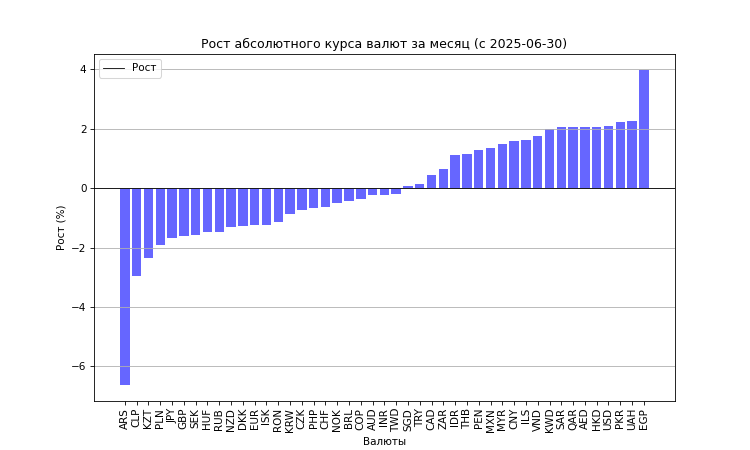 Рост абсолютного курса валют за месяц (с 2025-06-30)
Рост
4
2
0
−2
−4
−6
Рост (%)
ARS CLP KZT PLN JPY GBP SEK HUF RUB NZD DKK EUR ISK RON KRW CZK PHP CHF NOK BRL COP AUD INR TWD SGD TRY CAD ZAR IDR THB PEN MXN MYR CNY ILS VND KWD SAR QAR AED HKD USD PKR UAH EGP
Валюты